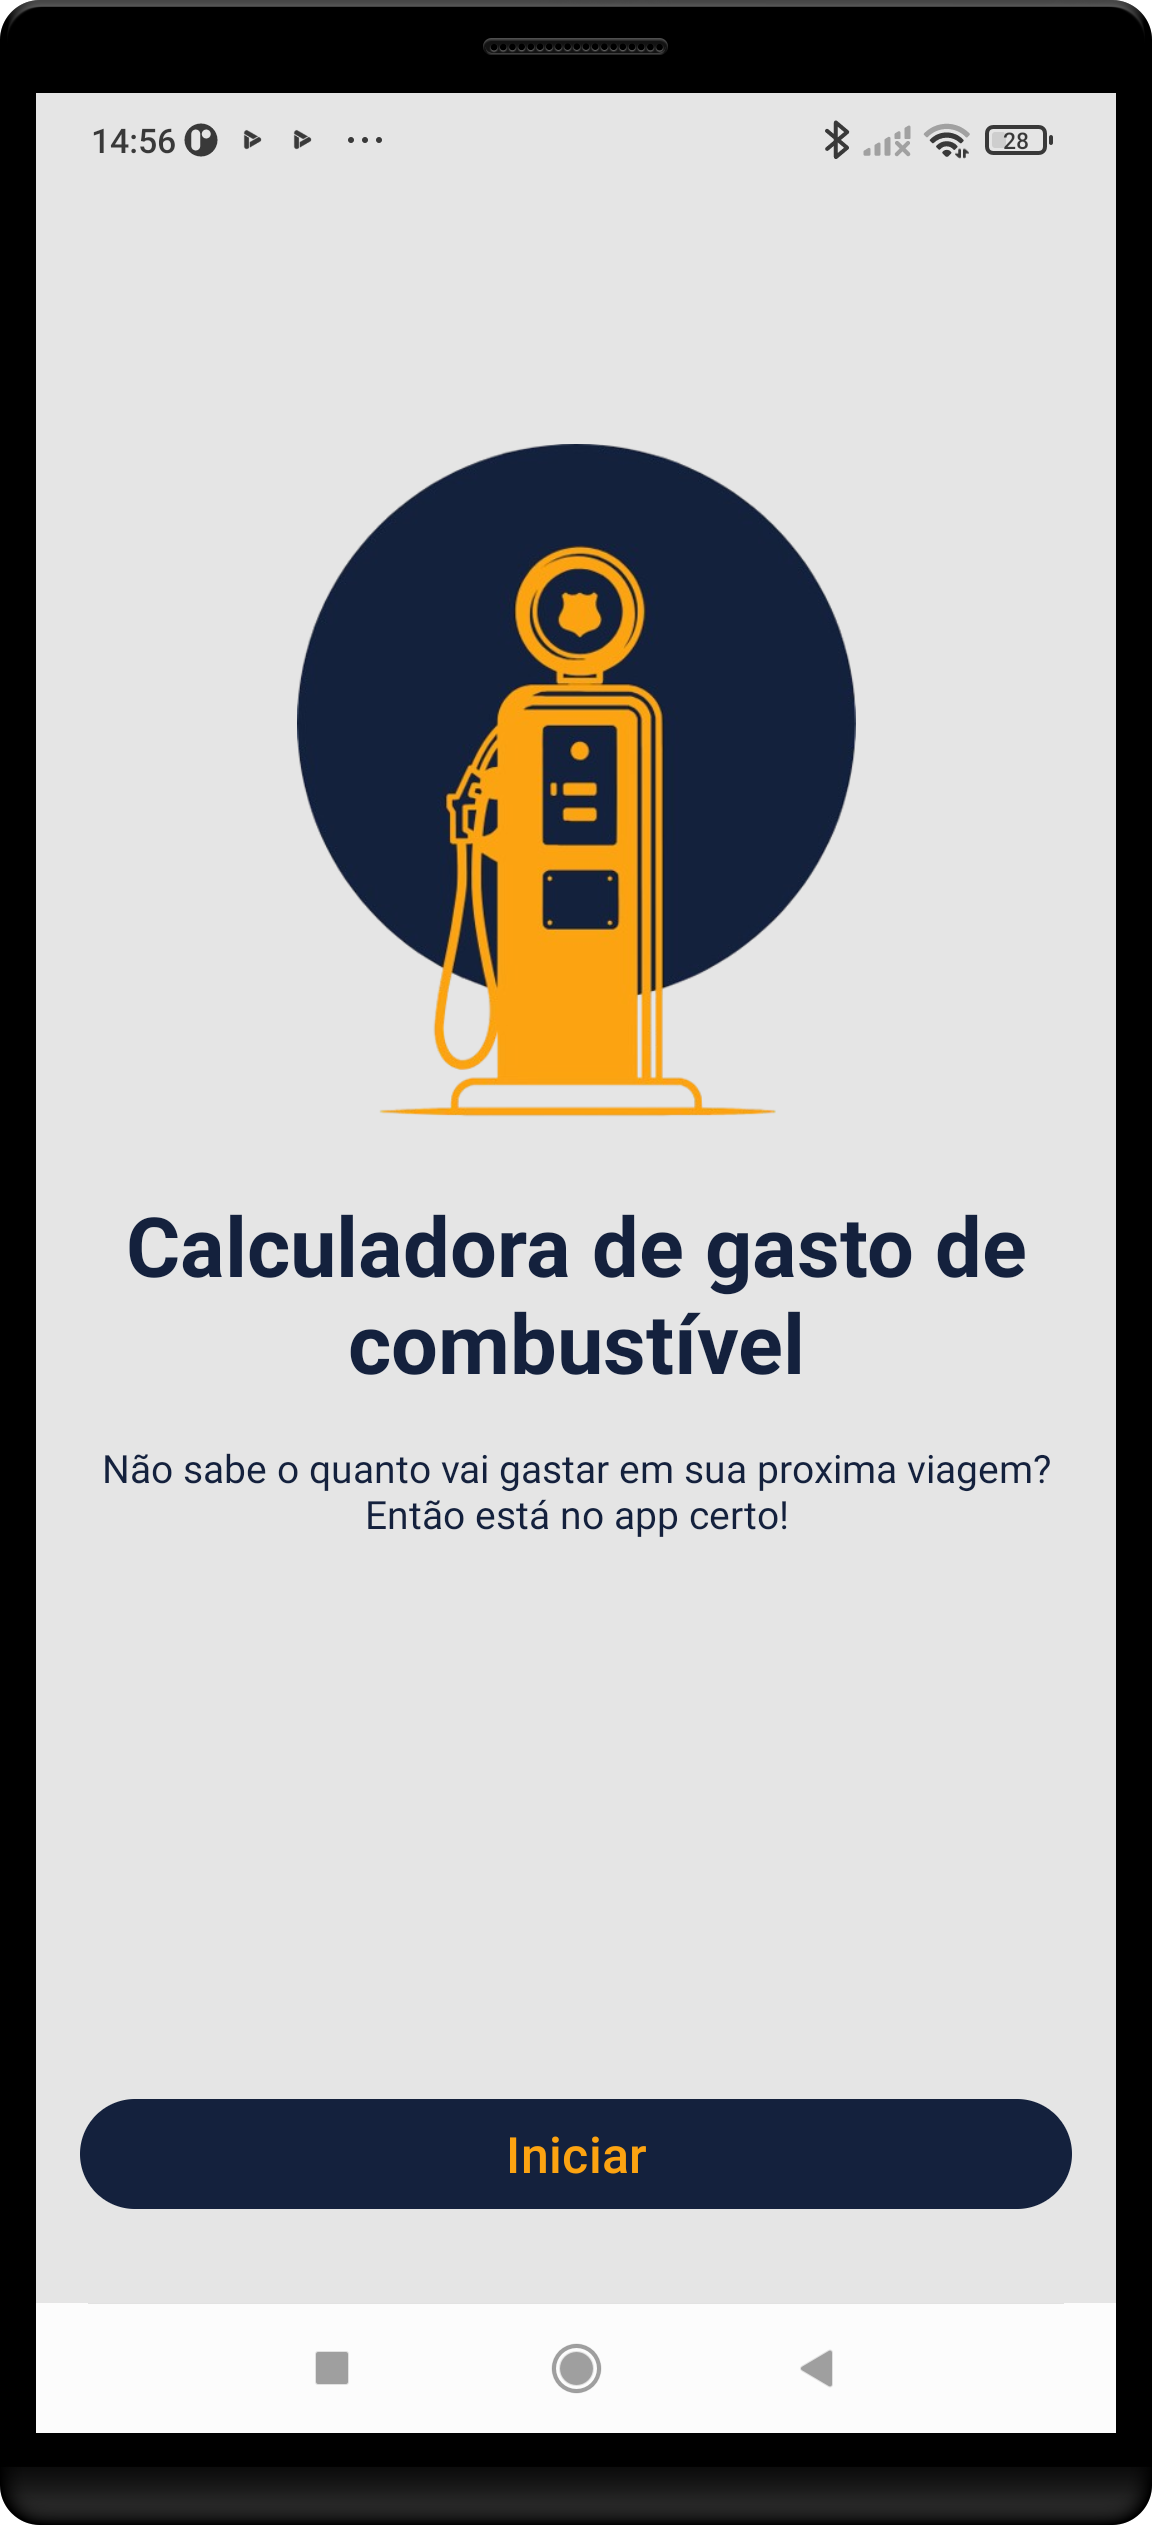 14:56
28
Calculadora de gasto de
combustível
Não sabe o quanto vai gastar em sua proxima viagem?
Então está no app certo!
Iniciar